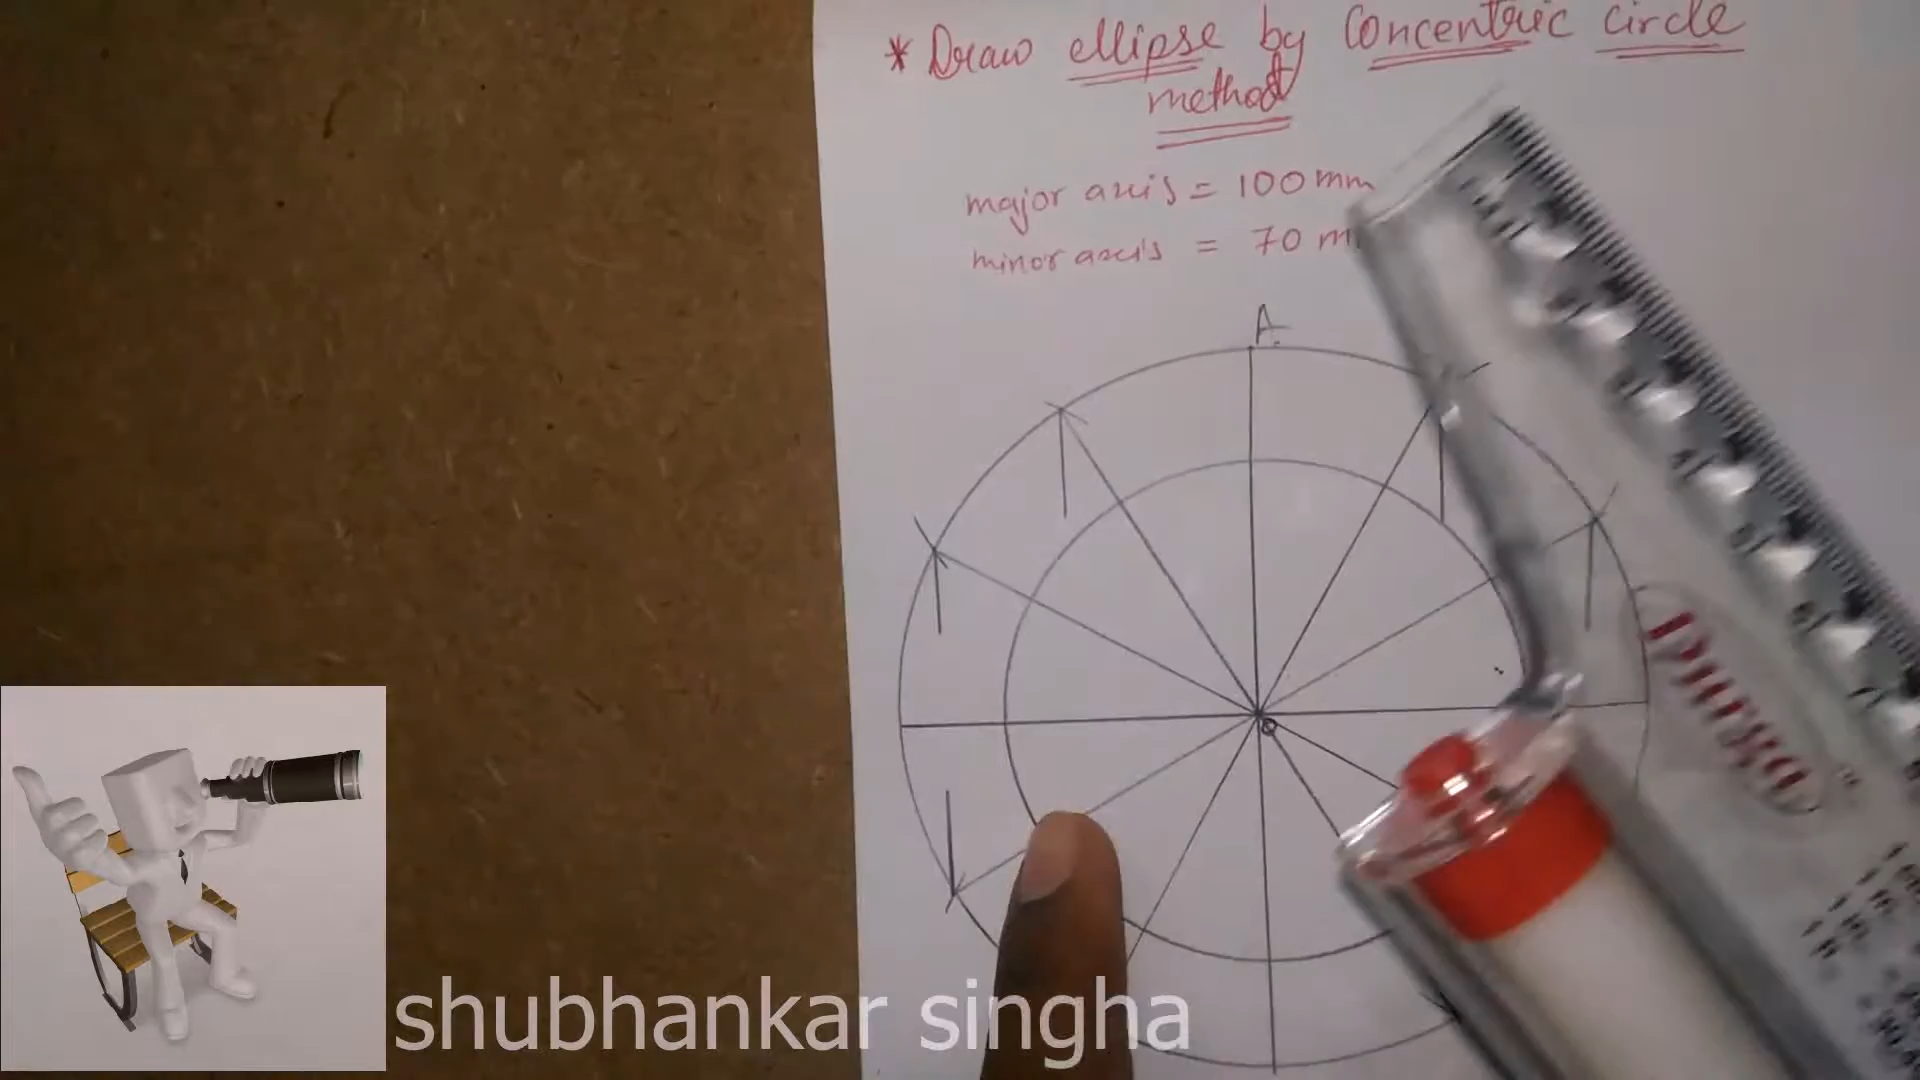 * Draw ellipse by Concentric circle
method
major axis = 100 mm
minor axis = 70 m
A
O
shubhankar singha